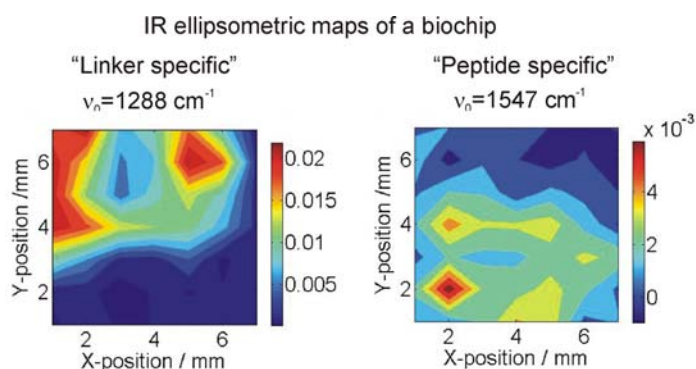 IR ellipsometric maps of a biochip
“Linker specific”
ν₀=1288 cm⁻¹
Y-position /mm
6
4
2
2
4
6
X-position / mm
0.02
0.015
0.01
0.005
“Peptide specific”
ν₀=1547 cm⁻¹
x 10⁻³
Y-position /mm
6
4
2
2
4
6
X-position / mm
4
2
0